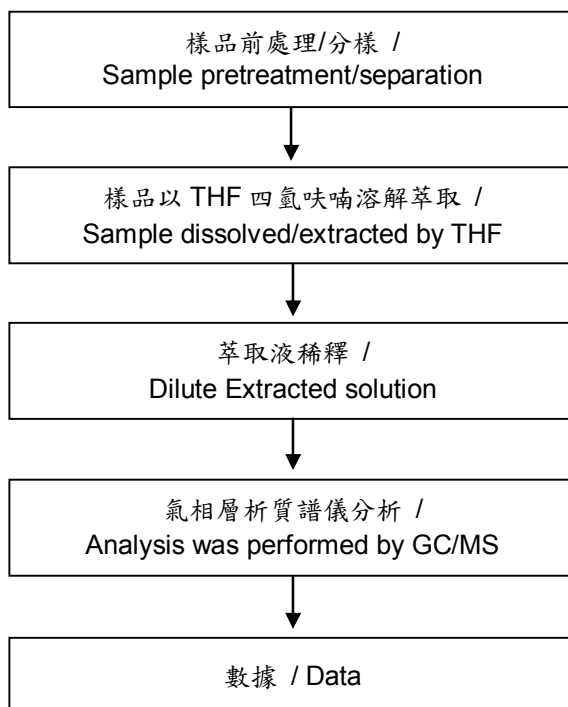 樣品前處理/分樣 /
Sample pretreatment/separation
樣品以 THF 四氫呋喃溶解萃取 /
Sample dissolved/extracted by THF
萃取液稀釋 /
Dilute Extracted solution
氣相層析質譜儀分析 /
Analysis was performed by GC/MS
數據 / Data